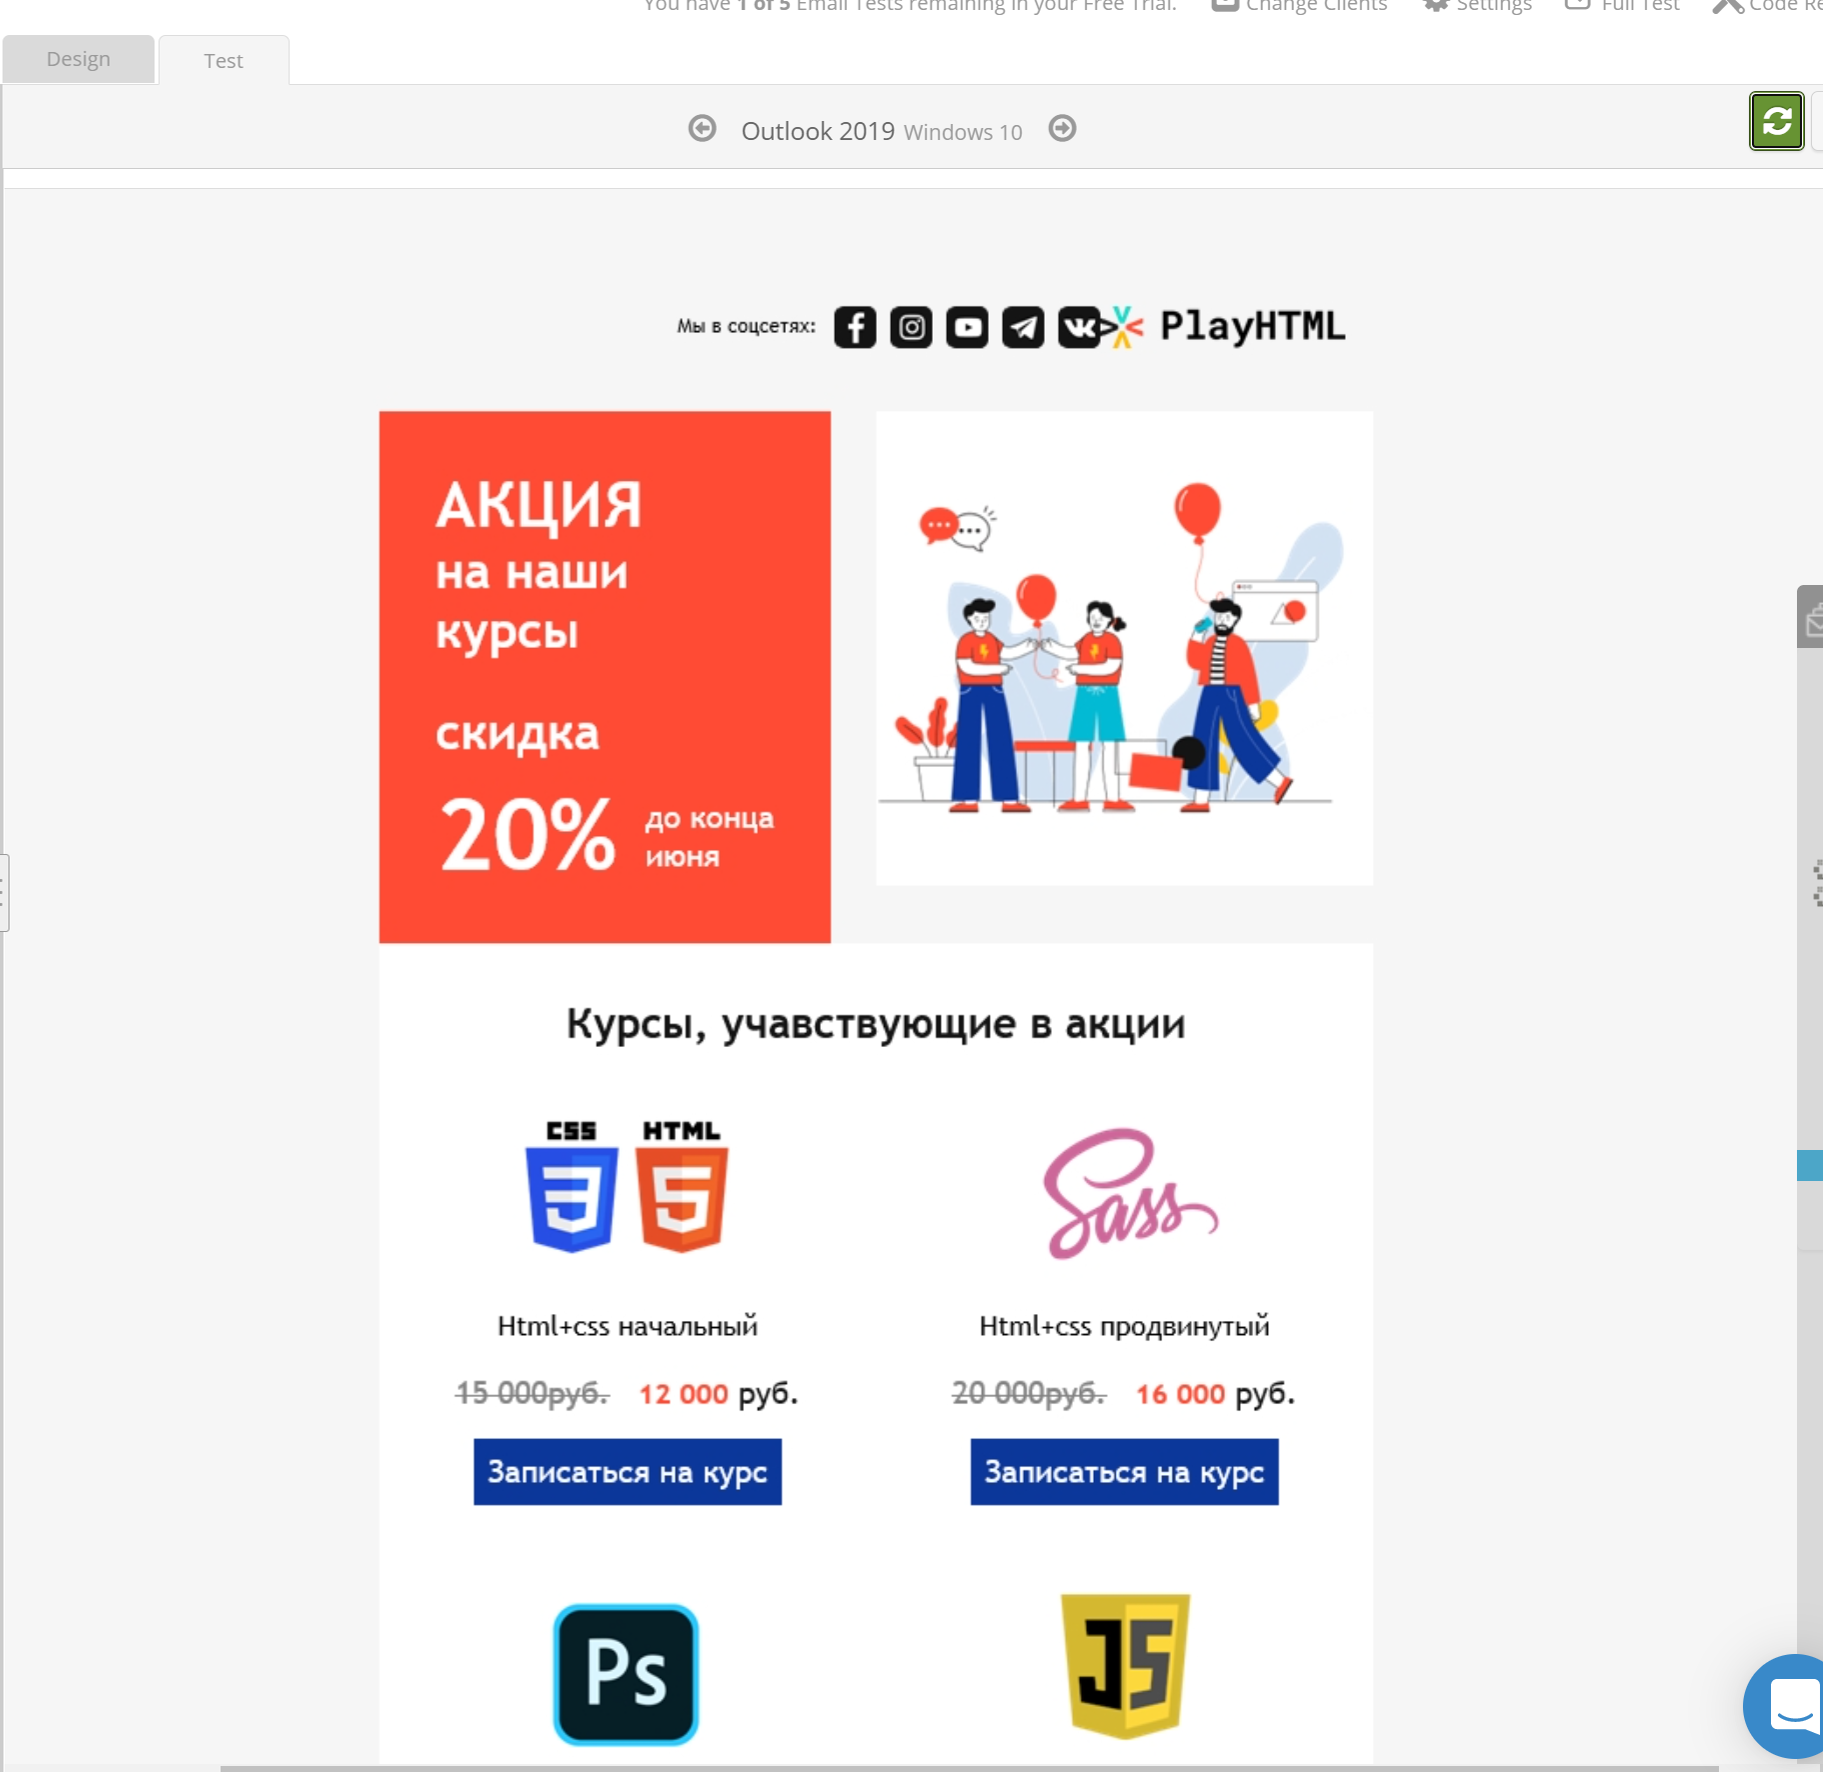 You have 1 of 5 Email Tests remaining in your Free Trial.
Change Clients
Settings
Full Test
Code Re
Design
Test
Outlook 2019 Windows 10
Мы в соцсетях:
PlayHTML
АКЦИЯ
на наши
курсы
скидка
20%
до конца
июня
Курсы, учавствующие в акции
CSS
HTML
Sass
Html+css начальный
Html+css продвинутый
15 000руб. 12 000 руб.
20 000руб. 16 000 руб.
Записаться на курс
Записаться на курс
Ps
JS